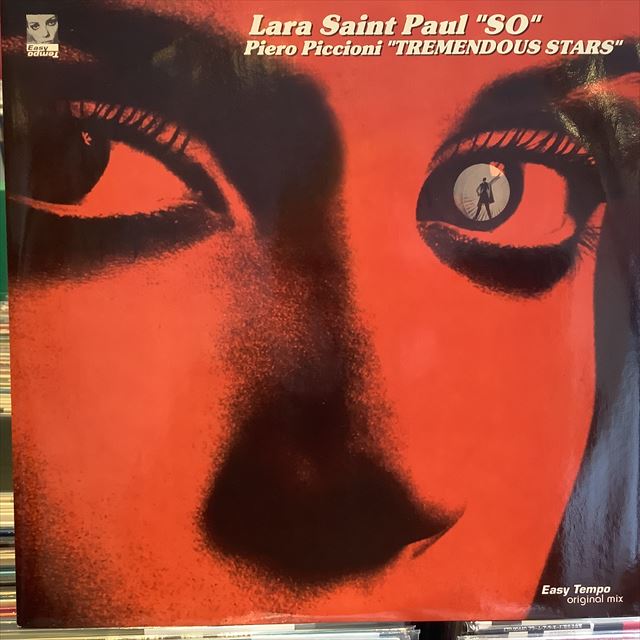 Lara Saint Paul "SO"
Piero Piccioni "TREMENDOUS STARS"
Easy
Tempo
Easy Tempo
original mix